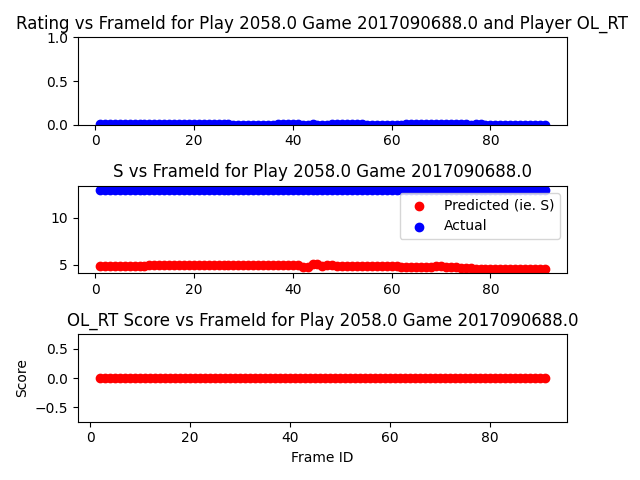 Rating vs FrameId for Play 2058.0 Game 2017090688.0 and Player OL_RT
1.0
0.5
0.0
0 20 40 60 80
S vs FrameId for Play 2058.0 Game 2017090688.0
10
5
Predicted (ie. S)
Actual
0 20 40 60 80
OL_RT Score vs FrameId for Play 2058.0 Game 2017090688.0
Score
0.5
0.0
−0.5
0 20 40 60 80
Frame ID